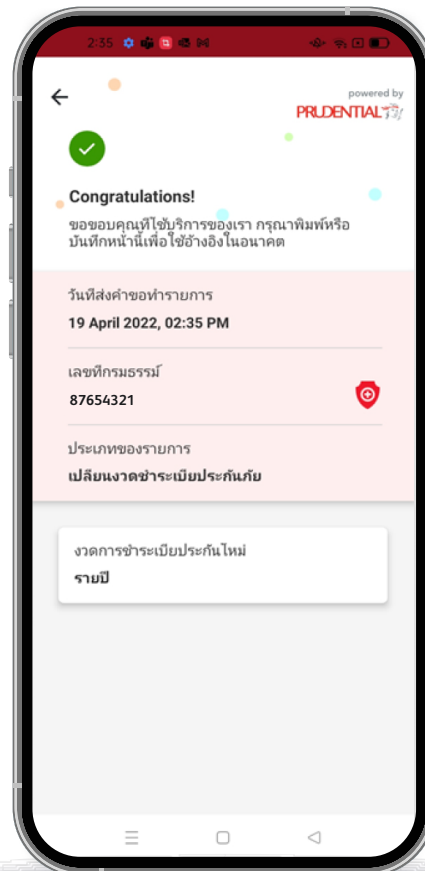 2:35
powered by
PRUDENTIAL
Congratulations!
ขอขอบคุณที่ใช้บริการของเรา กรุณาพิมพ์หรือ
บันทึกหน้านี้เพื่อใช้อ้างอิงในอนาคต
วันที่ส่งคำขอทำรายการ
19 April 2022, 02:35 PM
เลขที่กรมธรรม์
87654321
ประเภทของรายการ
เปลี่ยนงวดชำระเบี้ยประกันภัย
งวดการชำระเบี้ยประกันใหม่
รายปี